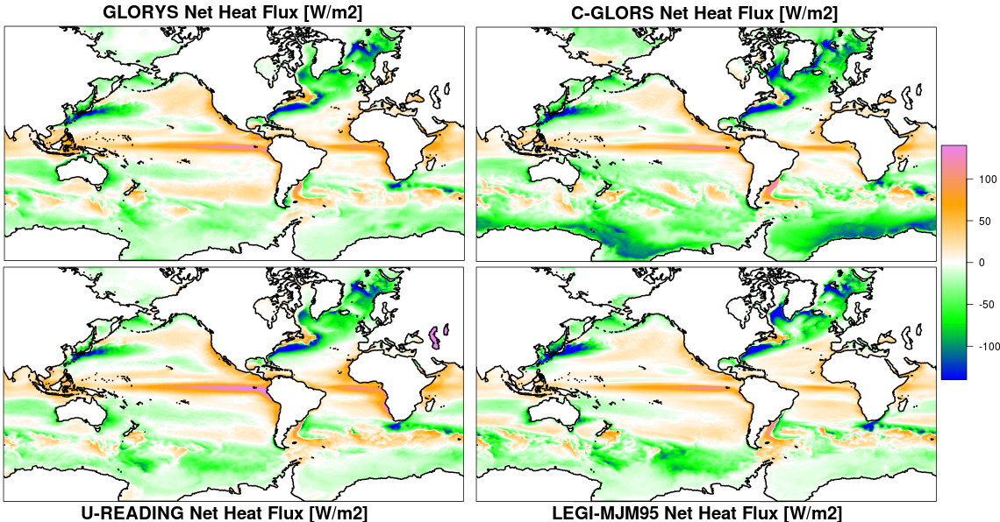 GLORYS Net Heat Flux [W/m2]
C-GLORS Net Heat Flux [W/m2]
100
50
0
-50
-100
U-READING Net Heat Flux [W/m2]
LEGI-MJM95 Net Heat Flux [W/m2]